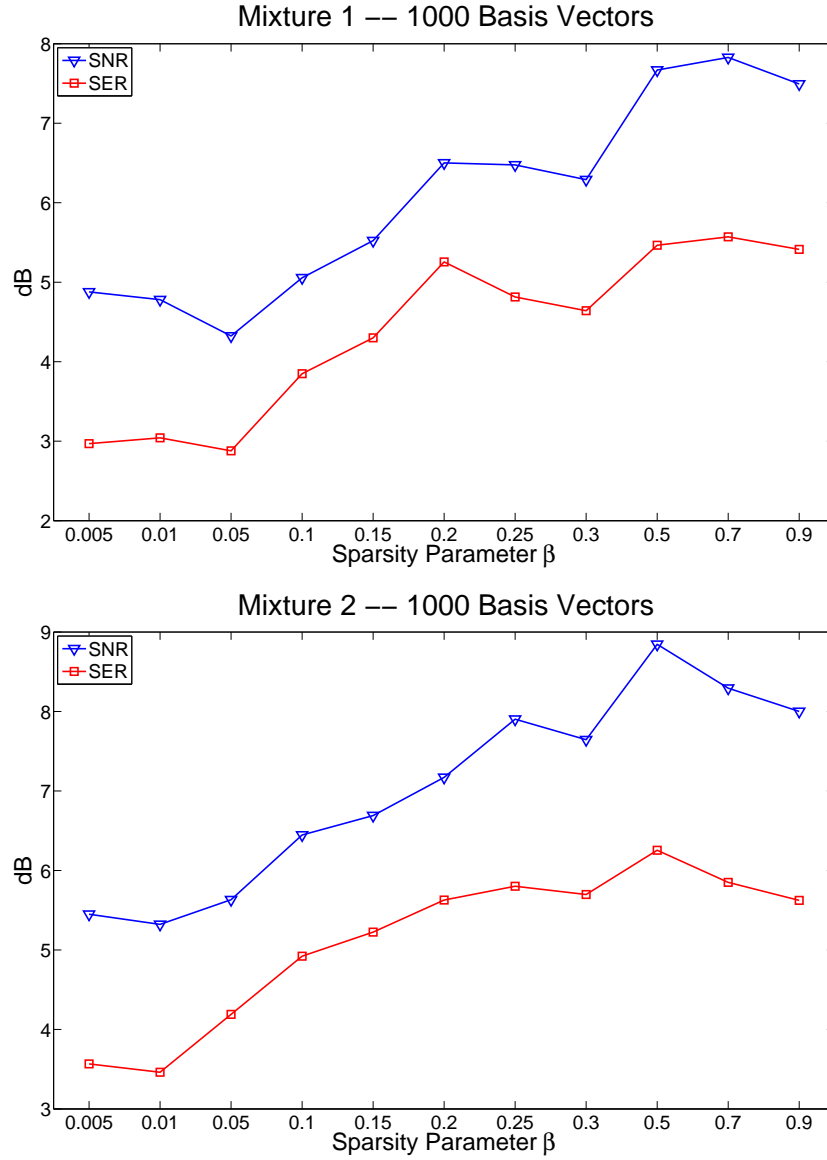 Mixture 1 −− 1000 Basis Vectors
8
7
6
5
4
3
2
dB
SNR
SER
0.005 0.01 0.05 0.1 0.15 0.2 0.25 0.3 0.5 0.7 0.9
Sparsity Parameter β
Mixture 2 −− 1000 Basis Vectors
9
8
7
6
5
4
3
dB
SNR
SER
0.005 0.01 0.05 0.1 0.15 0.2 0.25 0.3 0.5 0.7 0.9
Sparsity Parameter β